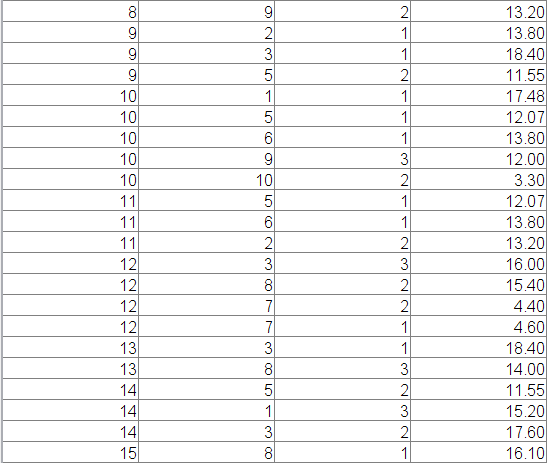 8 9 2 13.20
9 2 1 13.80
9 3 1 18.40
9 5 2 11.55
10 1 1 17.48
10 5 1 12.07
10 6 1 13.80
10 9 3 12.00
10 10 2 3.30
11 5 1 12.07
11 6 1 13.80
11 2 2 13.20
12 3 3 16.00
12 8 2 15.40
12 7 2 4.40
12 7 1 4.60
13 3 1 18.40
13 8 3 14.00
14 5 2 11.55
14 1 3 15.20
14 3 2 17.60
15 8 1 16.10